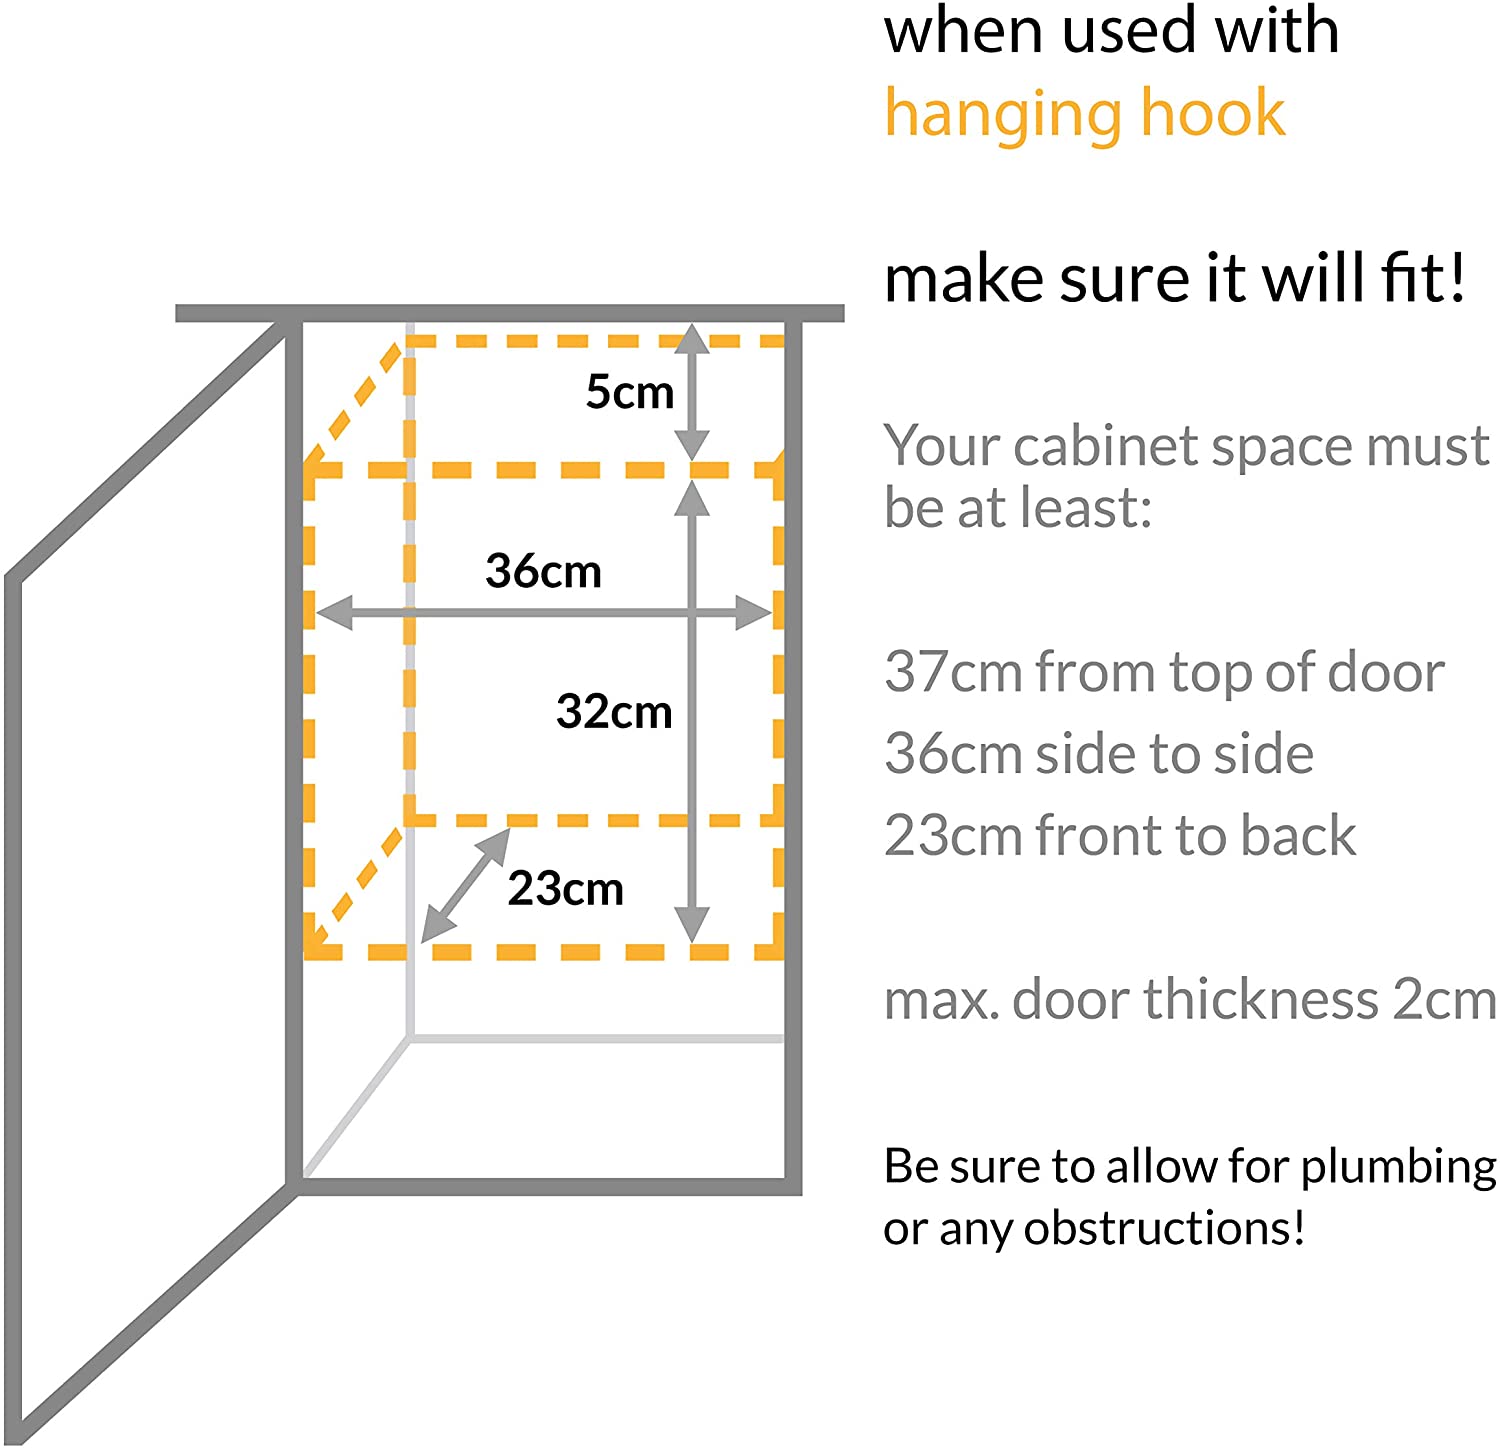 when used with
hanging hook
make sure it will fit!
5cm
Your cabinet space must
be at least:
36cm
37cm from top of door
32cm
36cm side to side
23cm front to back
23cm
max. door thickness 2cm
Be sure to allow for plumbing
or any obstructions!